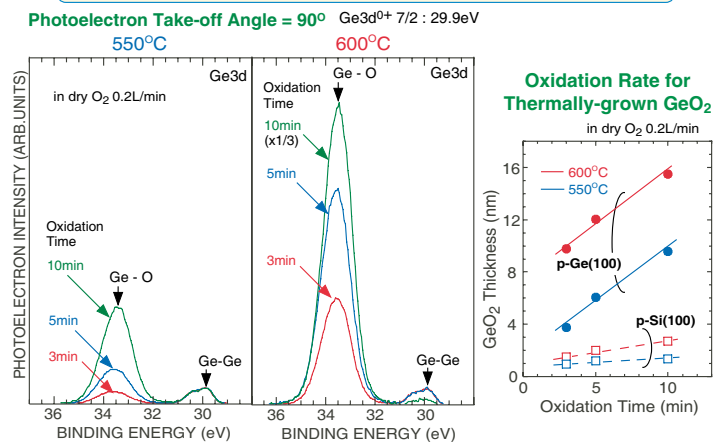 Photoelectron Take-off Angle = 90° Ge3d⁰⁺ 7/2 : 29.9eV
550°C
600°C
Ge3d
in dry O₂ 0.2L/min
Oxidation
Time
10min
Ge - O
5min
3min
Ge-Ge
36 34 32 30
BINDING ENERGY (eV)
PHOTOELECTRON INTENSITY (ARB.UNITS)
Ge - O
Ge3d
Oxidation
Time
10min
(x1/3)
5min
3min
Ge-Ge
36 34 32 30
BINDING ENERGY (eV)
Oxidation Rate for
Thermally-grown GeO₂
in dry O₂ 0.2L/min
16
12
8
4
0
GeO₂ Thickness (nm)
600°C
550°C
p-Ge(100)
p-Si(100)
0 5 10
Oxidation Time (min)